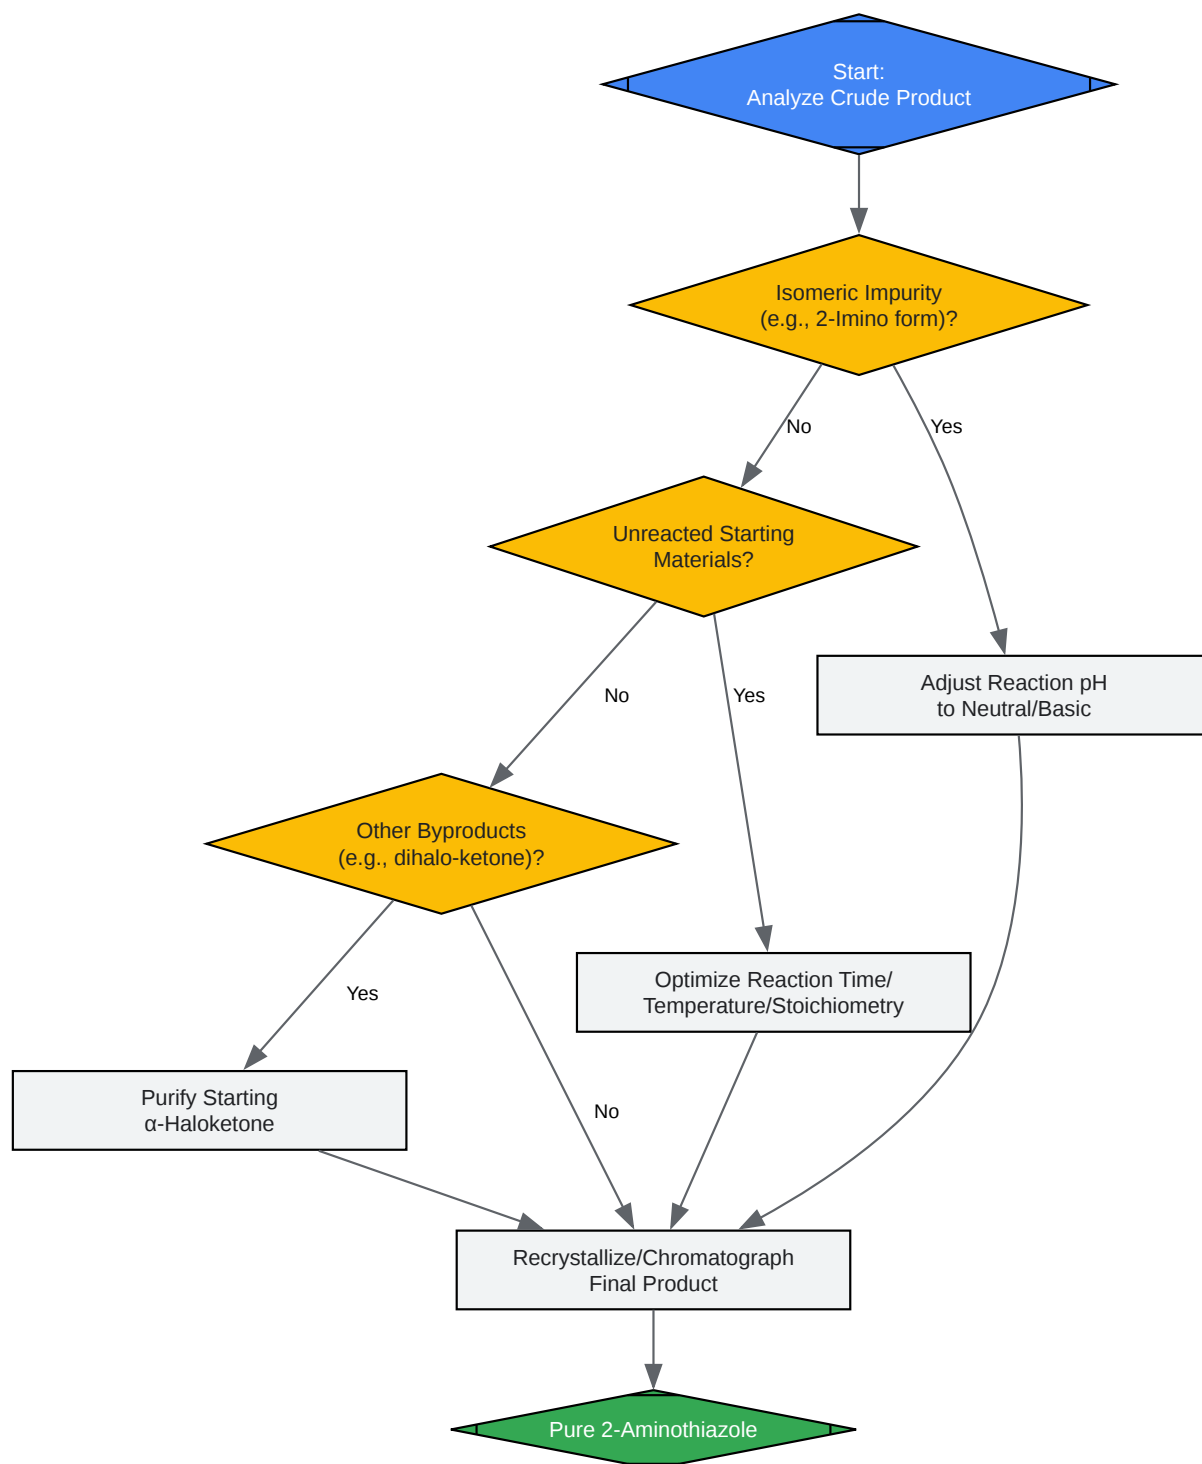 Start:
Analyze Crude Product
Isomeric Impurity
(e.g., 2-Imino form)?
No
Yes
Unreacted Starting
Materials?
No
Yes
Adjust Reaction pH
to Neutral/Basic
Other Byproducts
(e.g., dihalo-ketone)?
Yes
No
Optimize Reaction Time/
Temperature/Stoichiometry
Purify Starting
α-Haloketone
Recrystallize/Chromatograph
Final Product
Pure 2-Aminothiazole